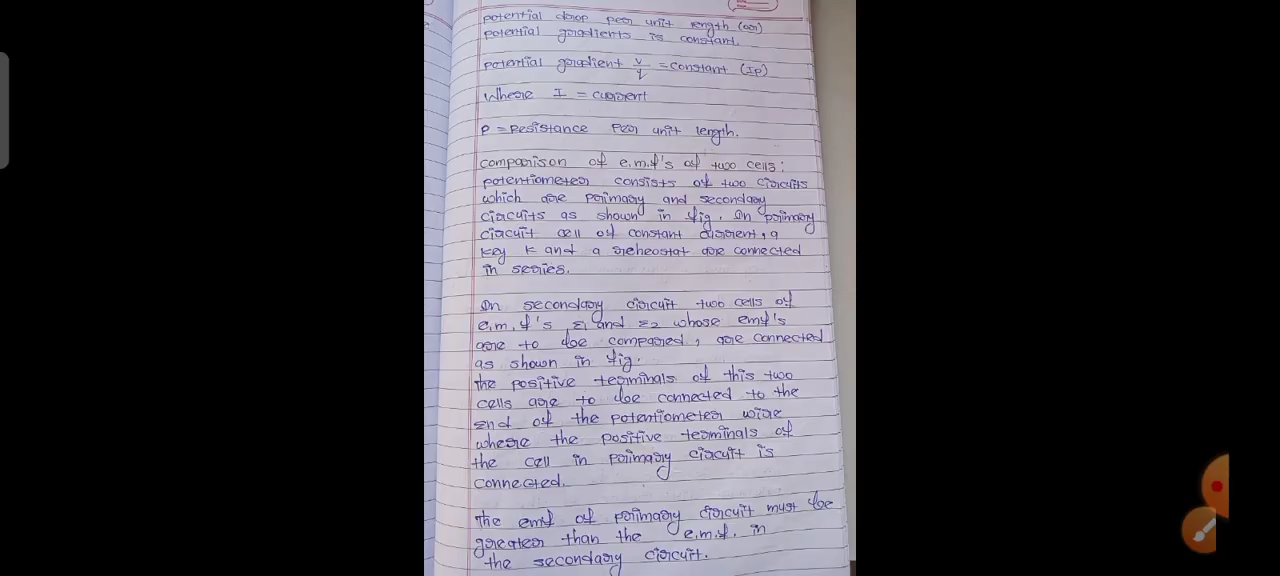 potential drop per unit length (or)
potential gradients is constant.
potential gradient V/l = constant (Iρ)
Where I = current
ρ = Resistance per unit length.
comparison of e.m.f's of two cells:
potentiometer consists of two circuits
which are primary and secondary
circuits as shown in fig. In primary
circuit cell of constant current, a
key K and a reheostat are connected
in series.
In secondary circuit two cells of
e.m.f's, ε1 and ε2 whose emf's
are to be compared, are connected
as shown in fig.
the positive terminals of this two
cells are to be connected to the
end of the potentiometer wire
where the positive terminals of
the cell in primary circuit is
connected.
The emf of primary circuit must be
greater than the e.m.f. in
the secondary circuit.